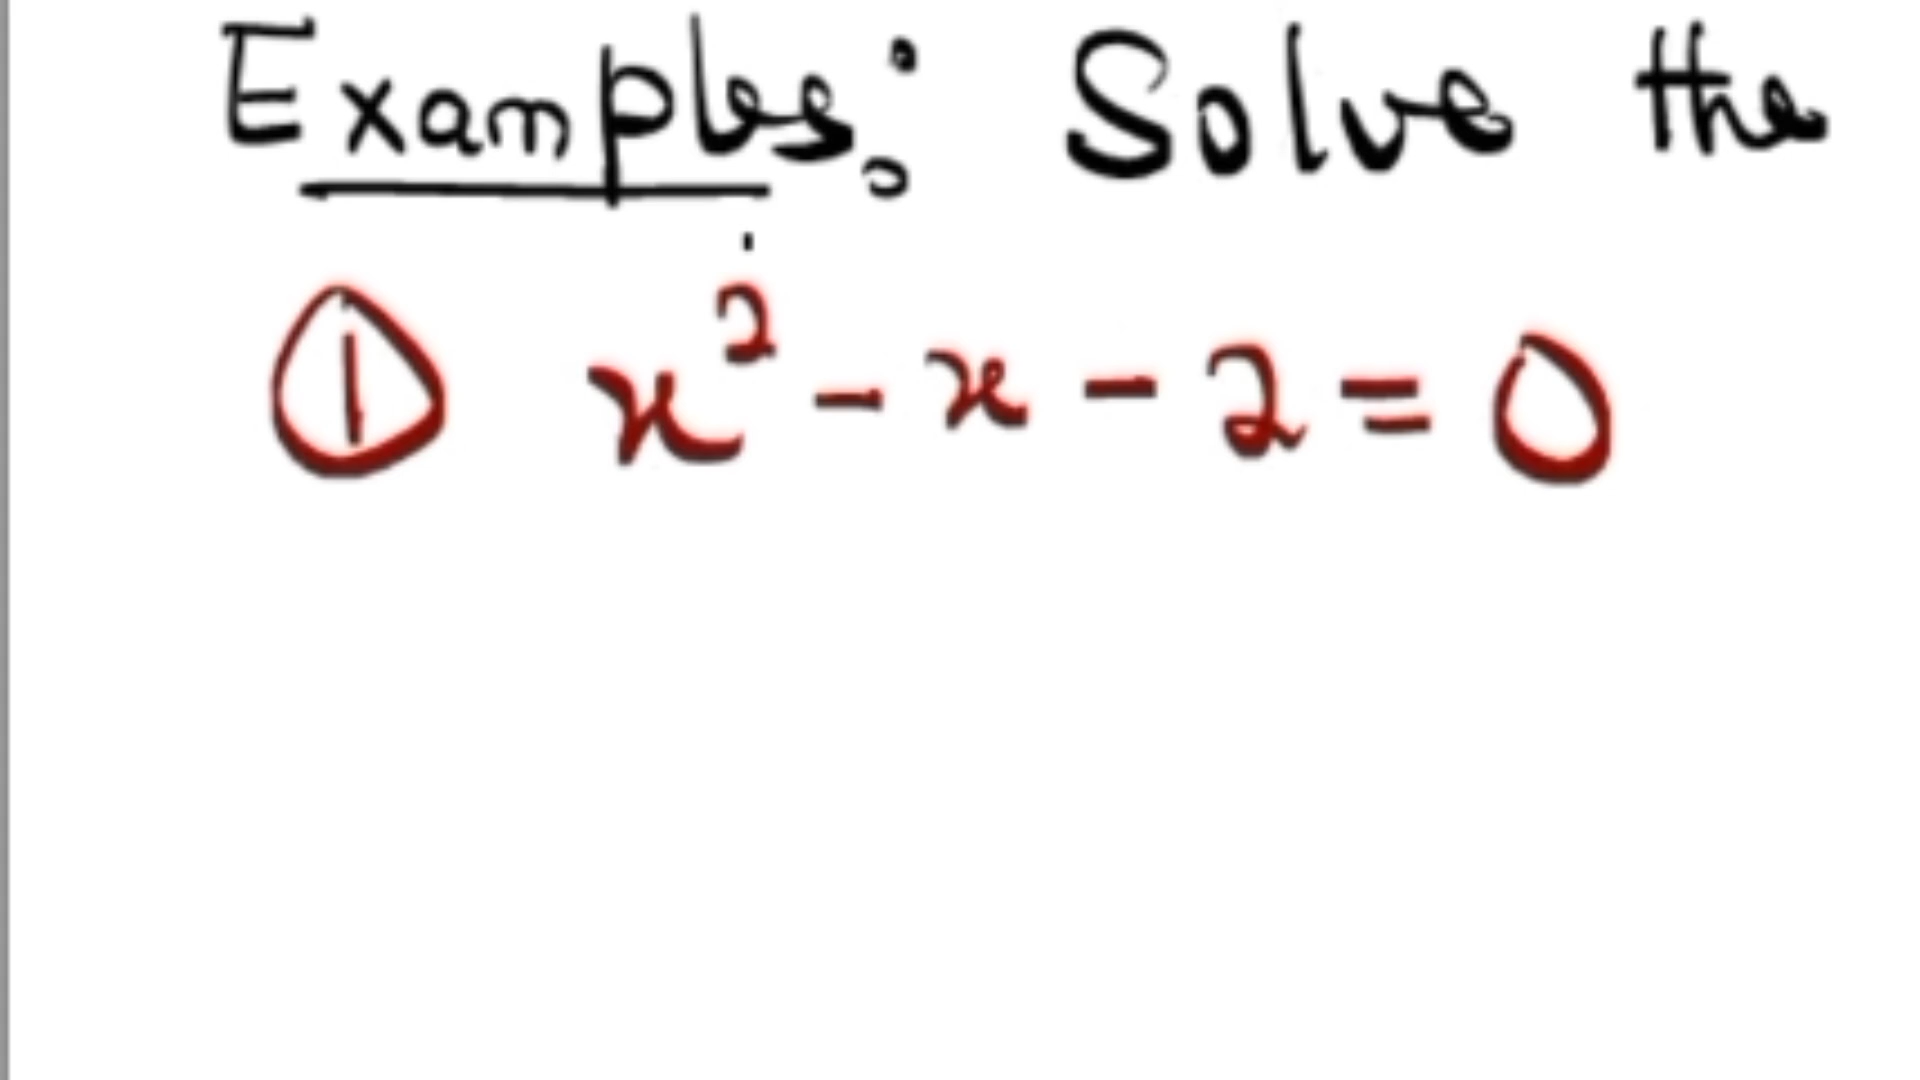 Examples: Solve the
① x² - x - 2 = 0